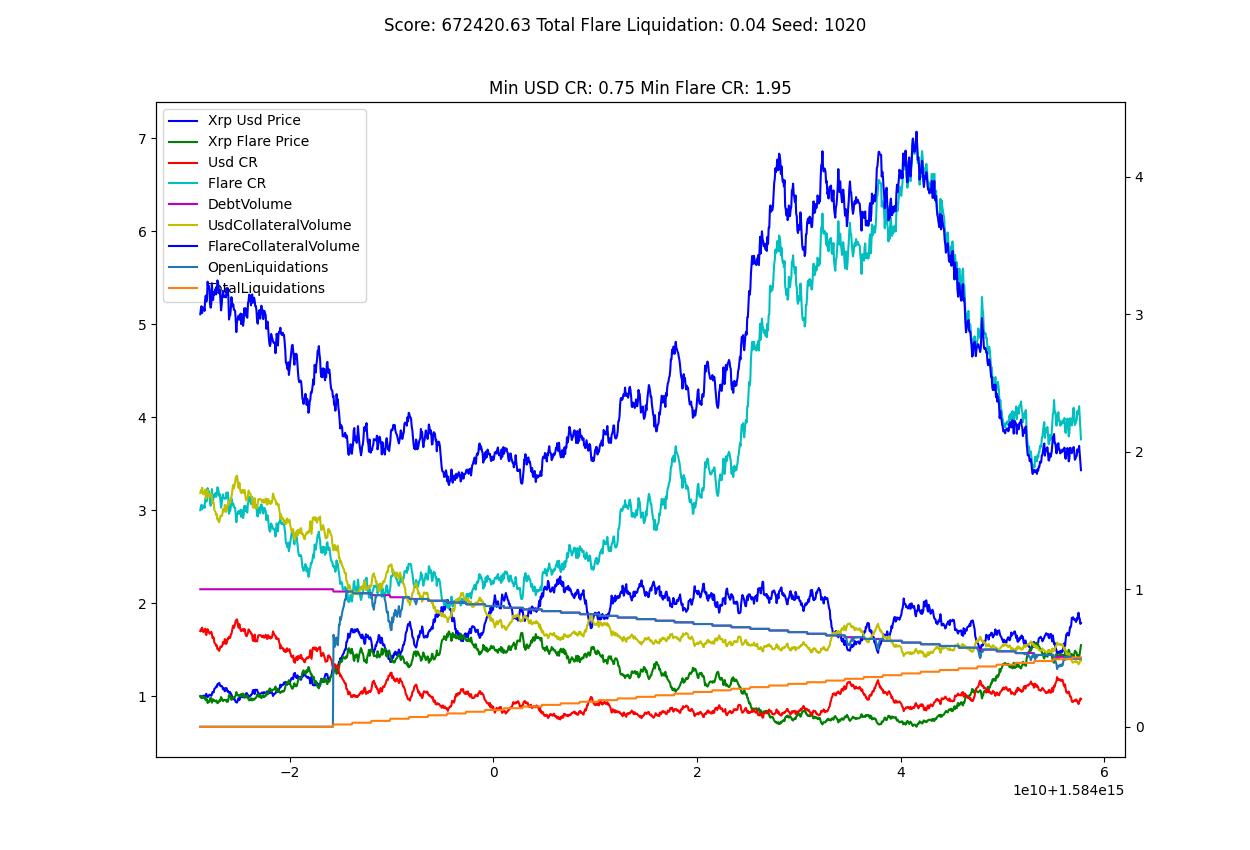 Score: 672420.63 Total Flare Liquidation: 0.04 Seed: 1020
Min USD CR: 0.75 Min Flare CR: 1.95
Xrp Usd Price
Xrp Flare Price
Usd CR
Flare CR
DebtVolume
UsdCollateralVolume
FlareCollateralVolume
OpenLiquidations
TotalLiquidations
7
6
5
4
3
2
1
4
3
2
1
0
−2
0
2
4
6
1e10+1.584e15